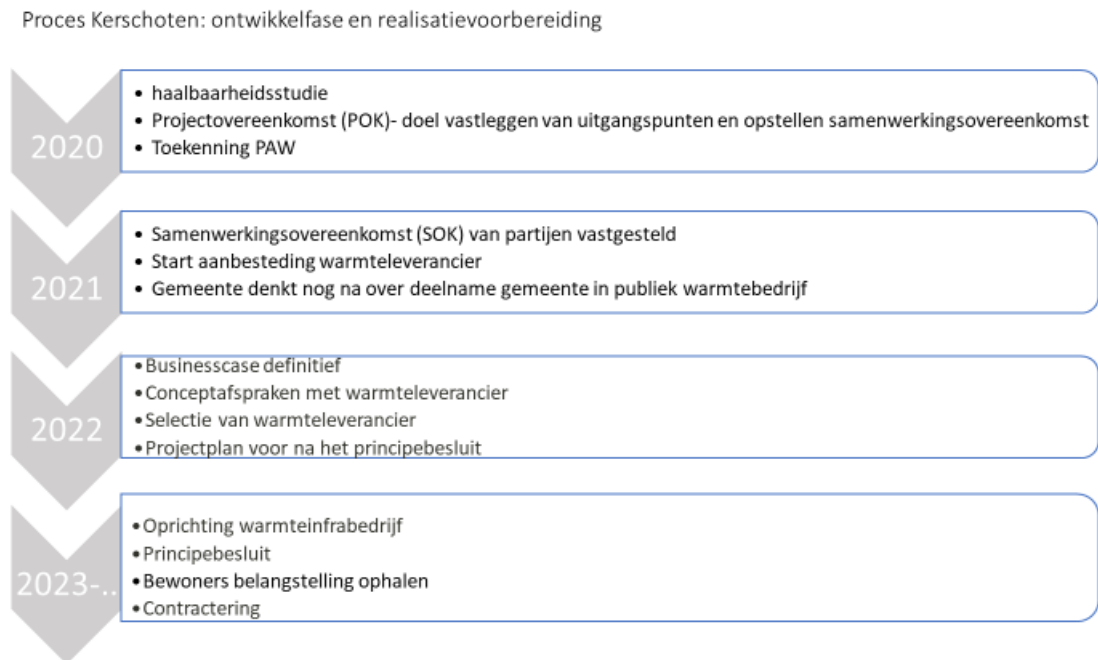 Proces Kerschoten: ontwikkelfase en realisatievoorbereiding
2020
• haalbaarheidsstudie
• Projectovereenkomst (POK)- doel vastleggen van uitgangspunten en opstellen samenwerkingsovereenkomst
• Toekenning PAW
2021
• Samenwerkingsovereenkomst (SOK) van partijen vastgesteld
• Start aanbesteding warmteleverancier
• Gemeente denkt nog na over deelname gemeente in publiek warmtebedrijf
2022
• Businesscase definitief
• Conceptafspraken met warmteleverancier
• Selectie van warmteleverancier
• Projectplan voor na het principebesluit
2023-..
• Oprichting warmteinfrabedrijf
• Principebesluit
• Bewoners belangstelling ophalen
• Contractering